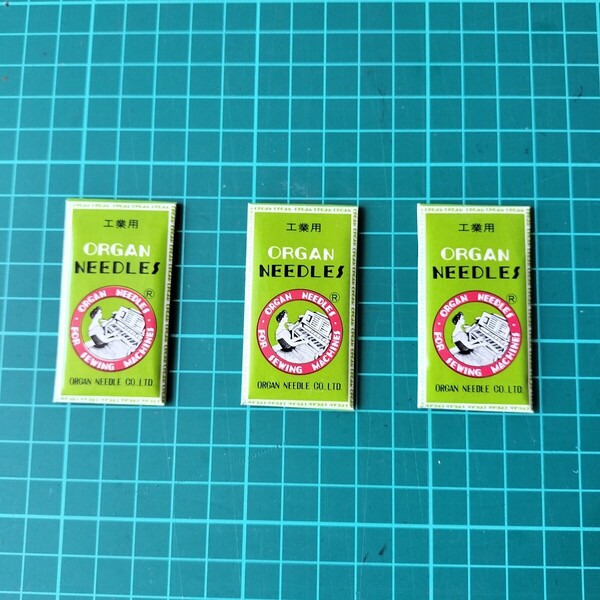 工業用
ORGAN
NEEDLES
®
ORGAN NEEDLES
FOR SEWING MACHINES
ORGAN NEEDLE CO.,LTD.
工業用
ORGAN
NEEDLES
®
ORGAN NEEDLES
FOR SEWING MACHINES
ORGAN NEEDLE CO.,LTD.
工業用
ORGAN
NEEDLES
®
ORGAN NEEDLES
FOR SEWING MACHINES
ORGAN NEEDLE CO.,LTD.